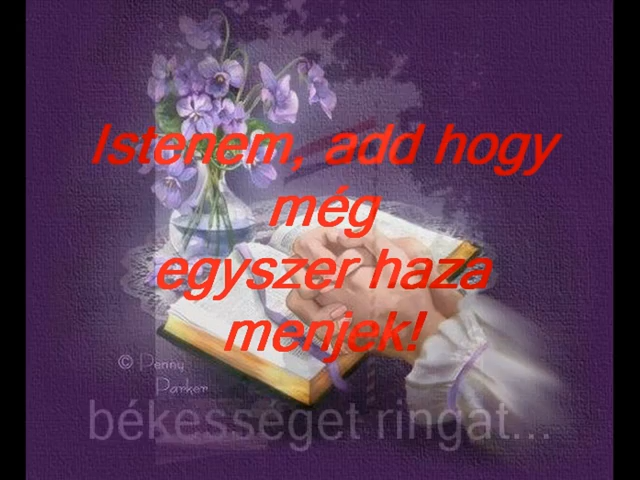 Istenem, add hogy
még
egyszer haza
menjek!
© Penny
Parker
békességet ringat...